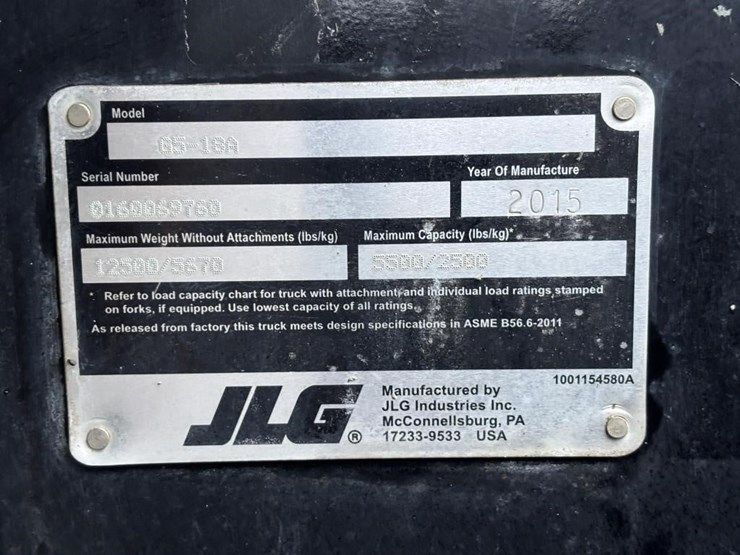 Model
G5-18A
Serial Number
0160069760
Year Of Manufacture
2015
Maximum Weight Without Attachments (lbs/kg)
12500/5670
Maximum Capacity (lbs/kg)*
5500/2500
* Refer to load capacity chart for truck with attachment and individual load ratings stamped
on forks, if equipped. Use lowest capacity of all ratings.
As released from factory this truck meets design specifications in ASME B56.6-2011
1001154580A
JLG®
Manufactured by
JLG Industries Inc.
McConnellsburg, PA
17233-9533 USA